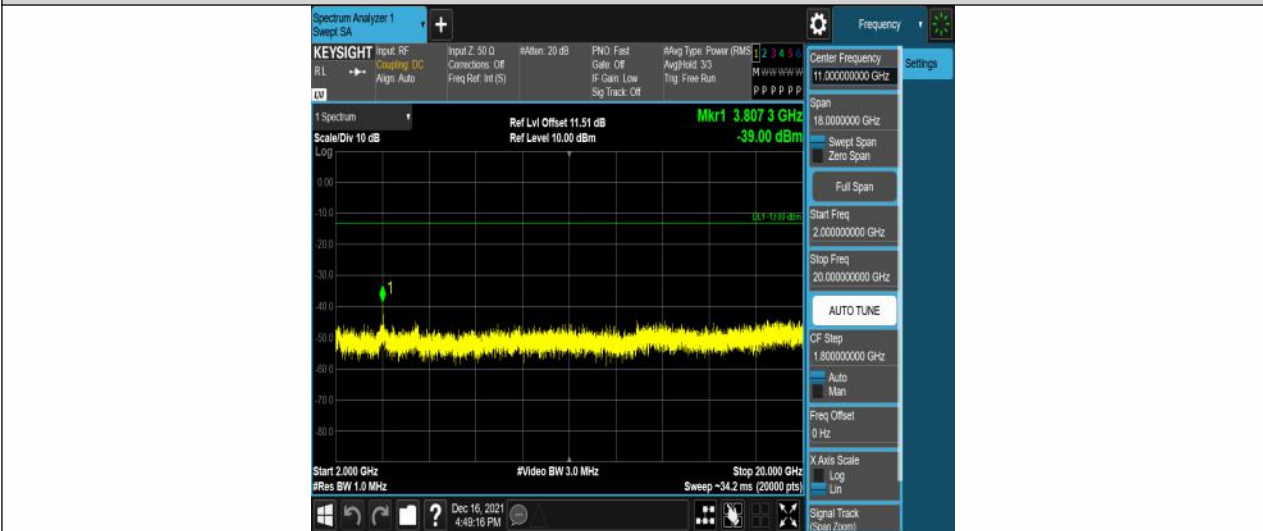 Spectrum Analyzer 1
Swept SA
+
Frequency
KEYSIGHT
Input: RF
Coupling: DC
Align: Auto
RL
LV
Input Z: 50 Ω
Corrections: Off
Freq Ref: Int (S)
#Atten: 20 dB
PNO: Fast
Gate: Off
IF Gain: Low
Sig Track: Off
#Avg Type: Power (RMS
Avg|Hold: 3/3
Trig: Free Run
1 2 3 4 5 6
M W W W W W
P P P P P P
1 Spectrum
Scale/Div 10 dB
Log
Ref Lvl Offset 11.51 dB
Ref Level 10.00 dBm
Mkr1 3.807 3 GHz
-39.00 dBm
0.00
-10.0
-20.0
-30.0
-40.0
-50.0
-60.0
-70.0
-80.0
DL1 -13.00 dBm
1
Start 2.000 GHz
#Res BW 1.0 MHz
#Video BW 3.0 MHz
Stop 20.000 GHz
Sweep ~34.2 ms (20000 pts)
?
Dec 16, 2021
4:49:16 PM
Center Frequency
11.000000000 GHz
Settings
Span
18.0000000 GHz
Swept Span
Zero Span
Full Span
Start Freq
2.000000000 GHz
Stop Freq
20.000000000 GHz
AUTO TUNE
CF Step
1.800000000 GHz
Auto
Man
Freq Offset
0 Hz
X Axis Scale
Log
Lin
Signal Track
(Span Zoom)